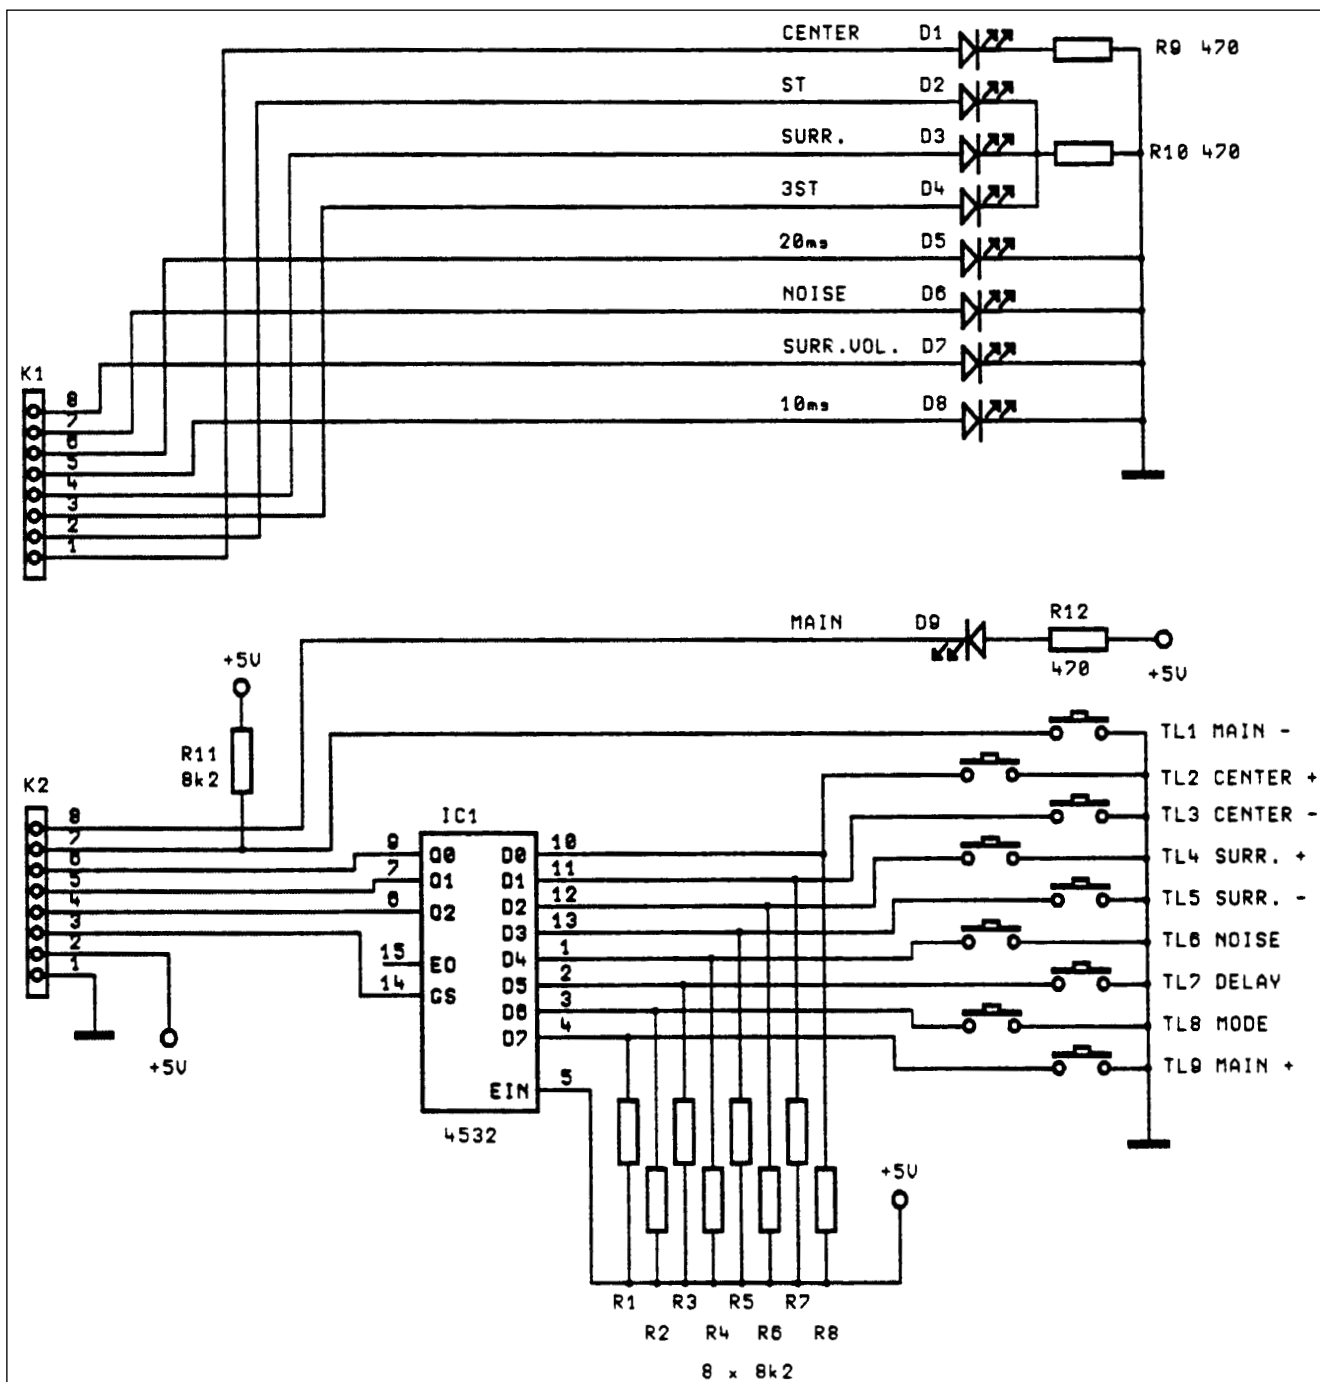 CENTER D1
R9 470
ST D2
SURR. D3
R10 470
3ST D4
20ms D5
NOISE D6
SURR.VOL. D7
10ms D8
K1
8
7
6
5
4
3
2
1
MAIN D9
R12
470
+5V
+5V
R11
8k2
TL1 MAIN -
TL2 CENTER +
TL3 CENTER -
TL4 SURR. +
TL5 SURR. -
TL6 NOISE
TL7 DELAY
TL8 MODE
TL9 MAIN +
K2
8
7
6
5
4
3
2
1
+5V
IC1
9 Q0 D0 10
7 O1 D1 11
6 O2 D2 12
D3 13
15 EO D4 1
14 GS D5 2
D6 3
D7 4
EIN 5
4532
+5V
R1 R3 R5 R7
R2 R4 R6 R8
8 x 8k2